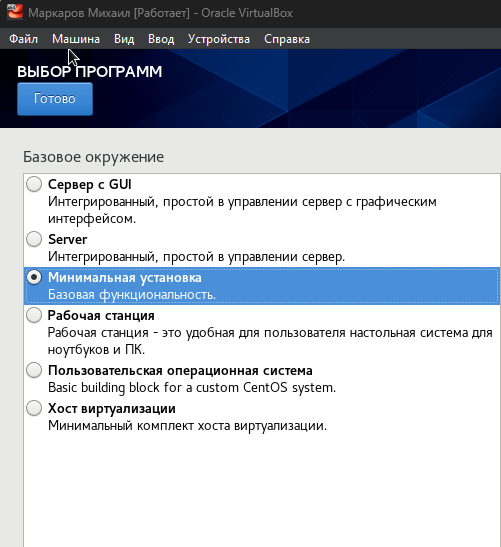 Маркаров Михаил [Работает] - Oracle VirtualBox
Файл Машина Вид Ввод Устройства Справка
ВЫБОР ПРОГРАММ
Готово
Базовое окружение
Сервер с GUI
Интегрированный, простой в управлении сервер с графическим
интерфейсом.
Server
Интегрированный, простой в управлении сервер.
Минимальная установка
Базовая функциональность.
Рабочая станция
Рабочая станция - это удобная для пользователя настольная система для
ноутбуков и ПК.
Пользовательская операционная система
Basic building block for a custom CentOS system.
Хост виртуализации
Минимальный комплект хоста виртуализации.